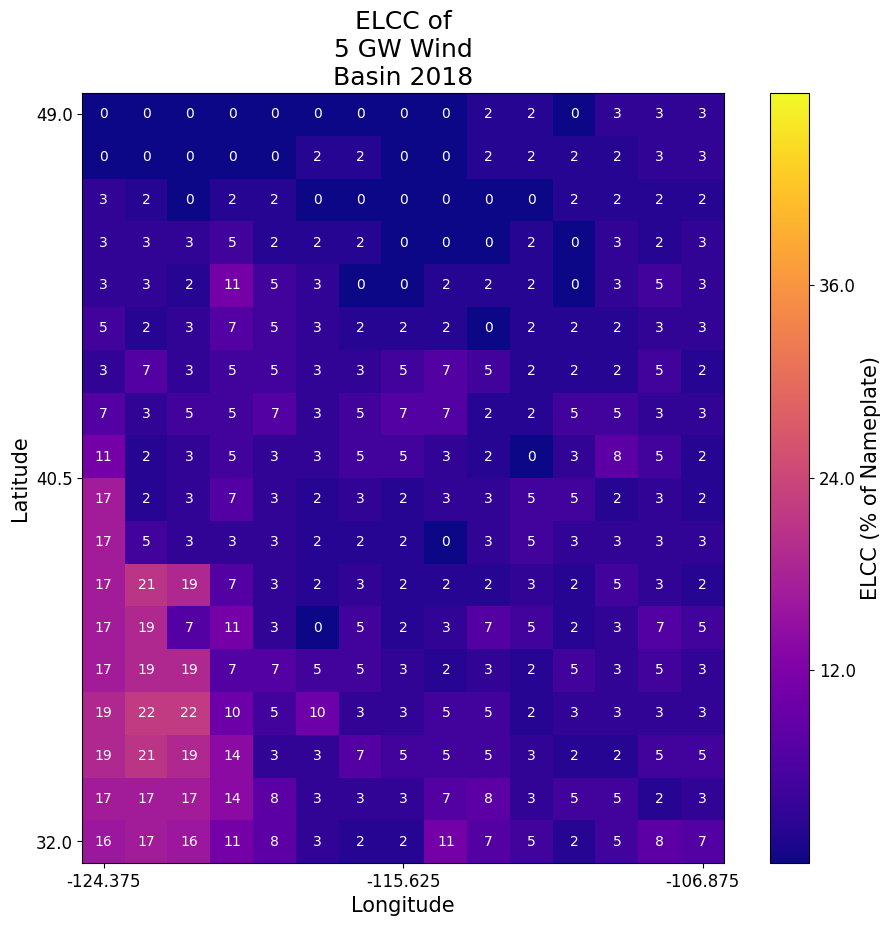 ELCC of
5 GW Wind
Basin 2018
49.0
40.5
32.0
Latitude
0 0 0 0 0 0 0 0 0 2 2 0 3 3 3
0 0 0 0 0 2 2 0 0 2 2 2 2 3 3
3 2 0 2 2 0 0 0 0 0 0 2 2 2 2
3 3 3 5 2 2 2 0 0 0 2 0 3 2 3
3 3 2 11 5 3 0 0 2 2 2 0 3 5 3
5 2 3 7 5 3 2 2 2 0 2 2 2 3 3
3 7 3 5 5 3 3 5 7 5 2 2 2 5 2
7 3 5 5 7 3 5 7 7 2 2 5 5 3 3
11 2 3 5 3 3 5 5 3 2 0 3 8 5 2
17 2 3 7 3 2 3 2 3 3 5 5 2 3 2
17 5 3 3 3 2 2 2 0 3 5 3 3 3 3
17 21 19 7 3 2 3 2 2 2 3 2 5 3 2
17 19 7 11 3 0 5 2 3 7 5 2 3 7 5
17 19 19 7 7 5 5 3 2 3 2 5 3 5 3
19 22 22 10 5 10 3 3 5 5 2 3 3 3 3
19 21 19 14 3 3 7 5 5 5 3 2 2 5 5
17 17 17 14 8 3 3 3 7 8 3 5 5 2 3
16 17 16 11 8 3 2 2 11 7 5 2 5 8 7
-124.375 -115.625 -106.875
Longitude
36.0
24.0
12.0
ELCC (% of Nameplate)